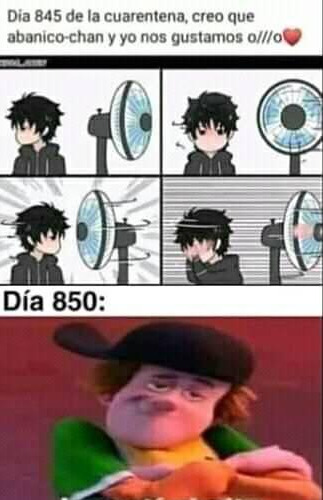 Día 845 de la cuarentena, creo que
abanico-chan y yo nos gustamos o///o❤️
Día 850: